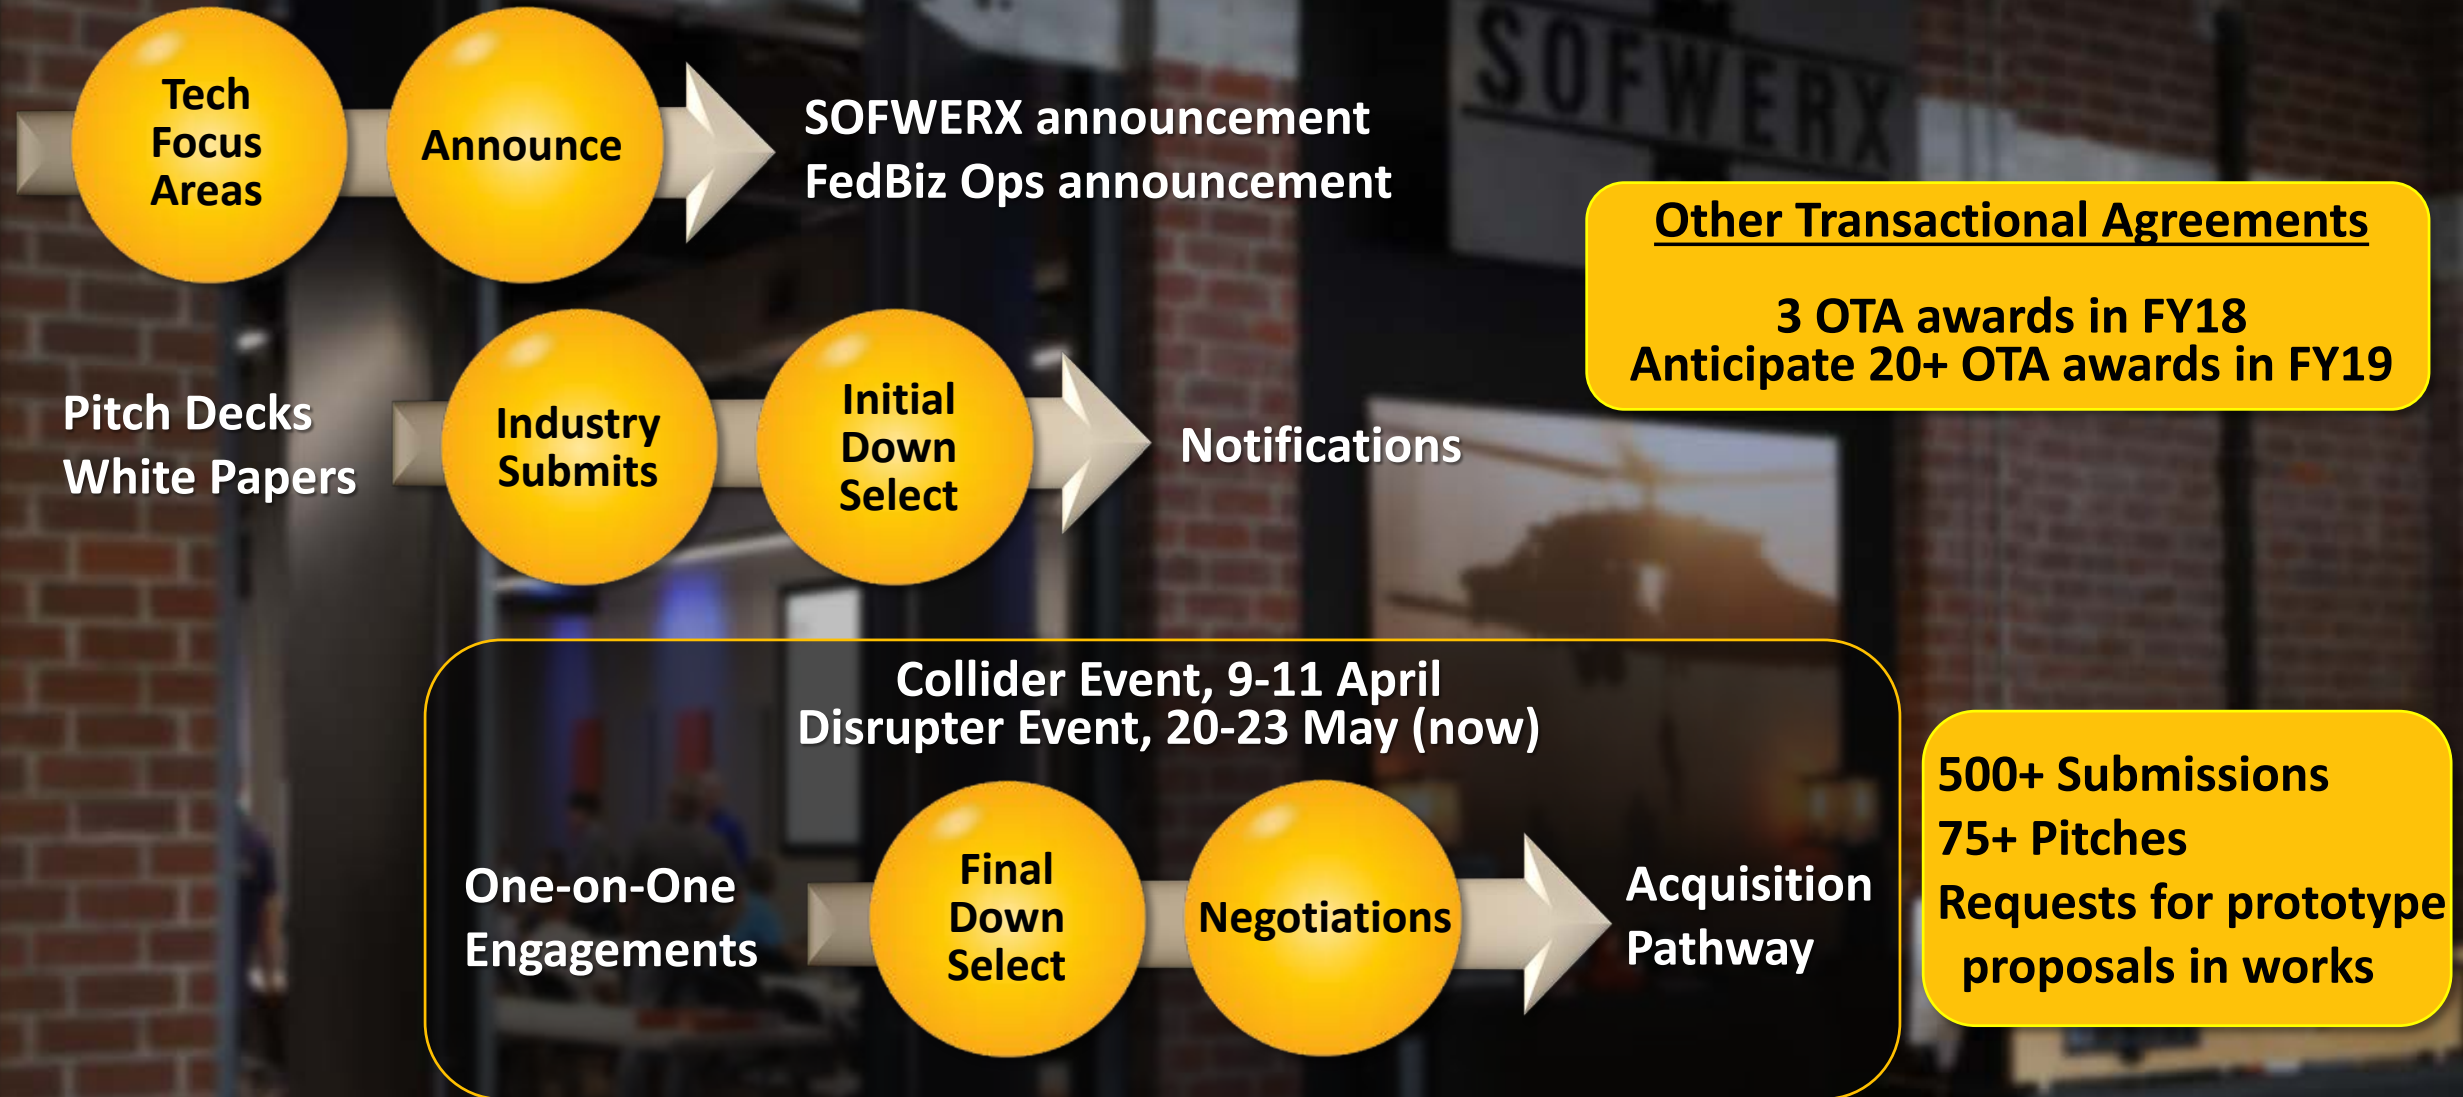 Tech
Focus
Areas
Announce
SOFWERX announcement
FedBiz Ops announcement
SOFWERX
Other Transactional Agreements
3 OTA awards in FY18
Anticipate 20+ OTA awards in FY19
Pitch Decks
White Papers
Industry
Submits
Initial
Down
Select
Notifications
Collider Event, 9-11 April
Disrupter Event, 20-23 May (now)
One-on-One
Engagements
Final
Down
Select
Negotiations
Acquisition
Pathway
500+ Submissions
75+ Pitches
Requests for prototype
proposals in works